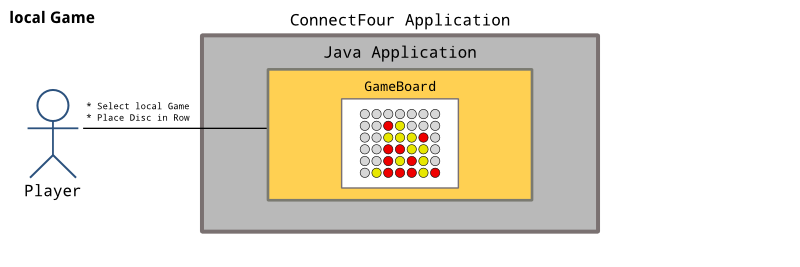 local Game
ConnectFour Application
Java Application
GameBoard
* Select local Game
* Place Disc in Row
Player